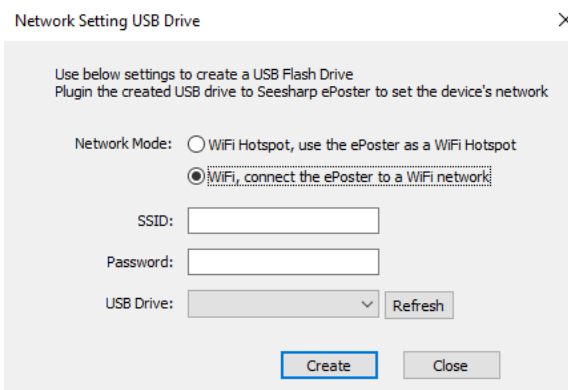 Network Setting USB Drive
Use below settings to create a USB Flash Drive
Plugin the created USB drive to Seesharp ePoster to set the device's network
Network Mode:
WiFi Hotspot, use the ePoster as a WiFi Hotspot
WiFi, connect the ePoster to a WiFi network
SSID:
Password:
USB Drive:
Refresh
Create
Close